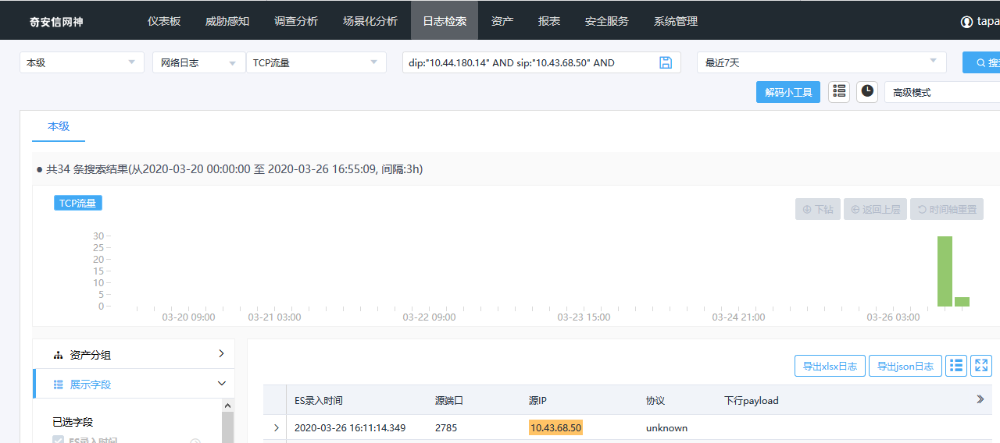 奇安信网神 仪表板 威胁感知 调查分析 场景化分析 日志检索 资产 报表 安全服务 系统管理 tapa
本级 网络日志 TCP流量 dip:"10.44.180.14" AND sip:"10.43.68.50" AND 最近7天 搜
解码小工具 高级模式
本级
● 共34 条搜索结果(从2020-03-20 00:00:00 至 2020-03-26 16:55:09, 间隔:3h)
TCP流量
下钻 返回上层 时间轴重置
30
25
20
15
10
5
0
03-20 09:00 03-21 03:00 03-22 09:00 03-23 15:00 03-24 21:00 03-26 03:00
资产分组
展示字段
导出xlsx日志 导出json日志
ES录入时间 源端口 源IP 协议 下行payload
已选字段
2020-03-26 16:11:14.349 2785 10.43.68.50 unknown
ES录入时间